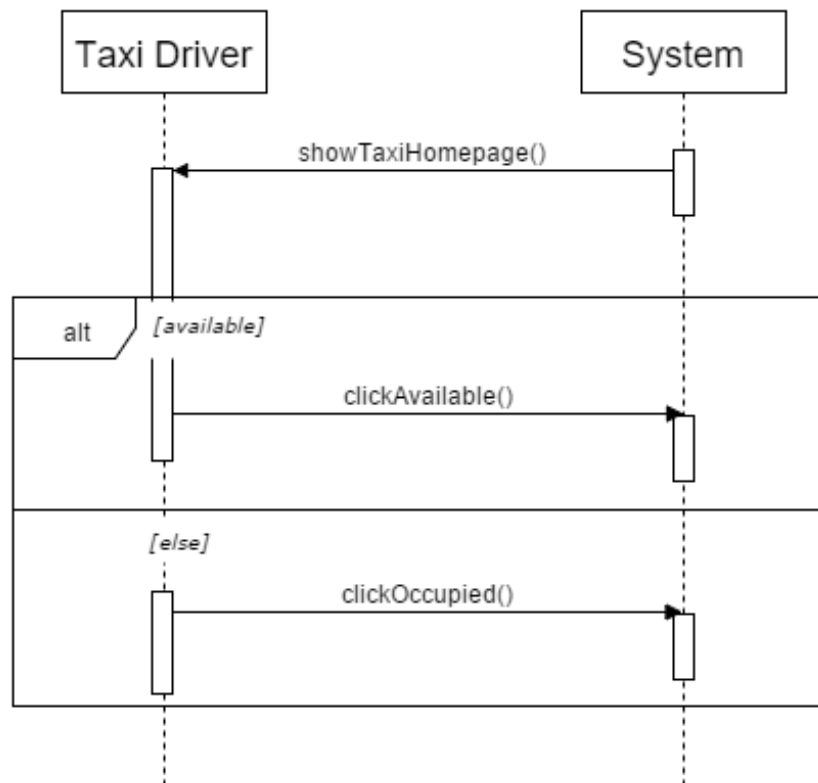 Taxi Driver
System
showTaxiHomepage()
alt
[available]
clickAvailable()
[else]
clickOccupied()